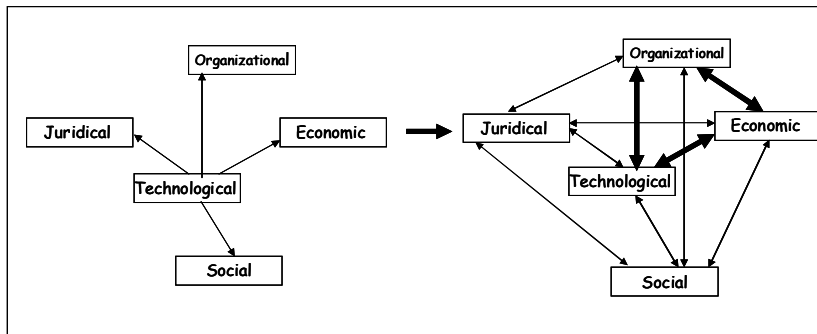 Organizational
Juridical
Economic
Technological
Social
Organizational
Juridical
Economic
Technological
Social